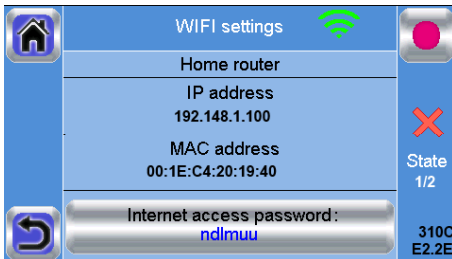 WIFI settings
Home router
IP address
192.148.1.100
MAC address
00:1E:C4:20:19:40
State
1/2
Internet access password:
ndlmuu
310C
E2.2E